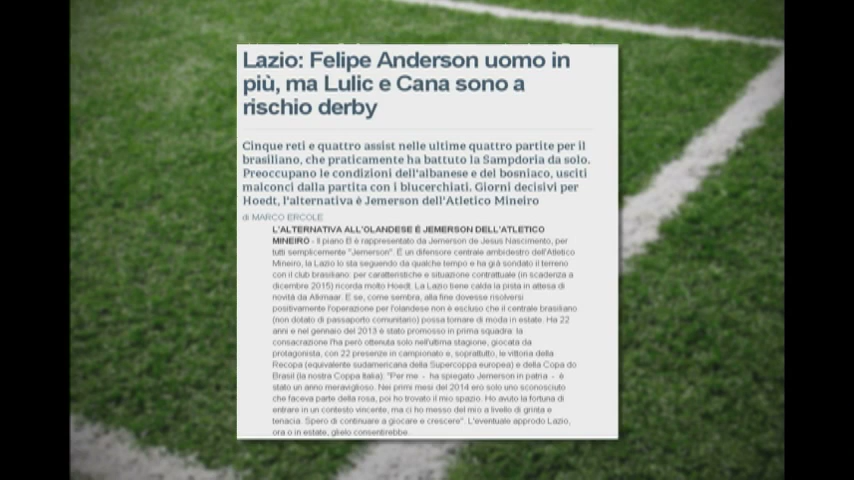 Lazio: Felipe Anderson uomo in
più, ma Lulic e Cana sono a
rischio derby
Cinque reti e quattro assist nelle ultime quattro partite per il
brasiliano, che praticamente ha battuto la Sampdoria da solo.
Preoccupano le condizioni dell'albanese e del bosniaco, usciti
malconci dalla partita con i blucerchiati. Giorni decisivi per
Hoedt, l'alternativa è Jemerson dell'Atletico Mineiro
di MARCO ERCOLE
L'ALTERNATIVA ALL'OLANDESE È JEMERSON DELL'ATLETICO
MINEIRO - Il piano B è rappresentato da Jemerson de Jesus Nascimento, per
tutti semplicemente "Jemerson". È un difensore centrale ambidestro dell'Atletico
Mineiro, la Lazio lo sta seguendo da qualche tempo e ha già sondato il terreno
con il club brasiliano: per caratteristiche e situazione contrattuale (in scadenza a
dicembre 2015) ricorda molto Hoedt. La Lazio tiene calda la pista in attesa di
novità da Alkmaar. E se, come sembra, alla fine dovesse risolversi
positivamente l'operazione per l'olandese non è escluso che il centrale brasiliano
(non dotato di passaporto comunitario) possa tornare di moda in estate. Ha 22
anni e nel gennaio del 2013 è stato promosso in prima squadra: la
consacrazione l'ha però ottenuta solo nell'ultima stagione, giocata da
protagonista, con 22 presenze in campionato e, soprattutto, le vittoria della
Recopa (equivalente sudamericana della Supercoppa europea) e della Copa do
Brasil (la nostra Coppa Italia). "Per me - ha spiegato Jemerson in patria - è
stato un anno meraviglioso. Nei primi mesi del 2014 ero solo uno sconosciuto
che faceva parte della rosa, poi ho trovato il mio spazio. Ho avuto la fortuna di
entrare in un contesto vincente, ma ci ho messo del mio a livello di grinta e
tenacia. Spero di continuare a giocare e crescere". L'eventuale approdo Lazio,
ora o in estate, glielo consentirebbe.